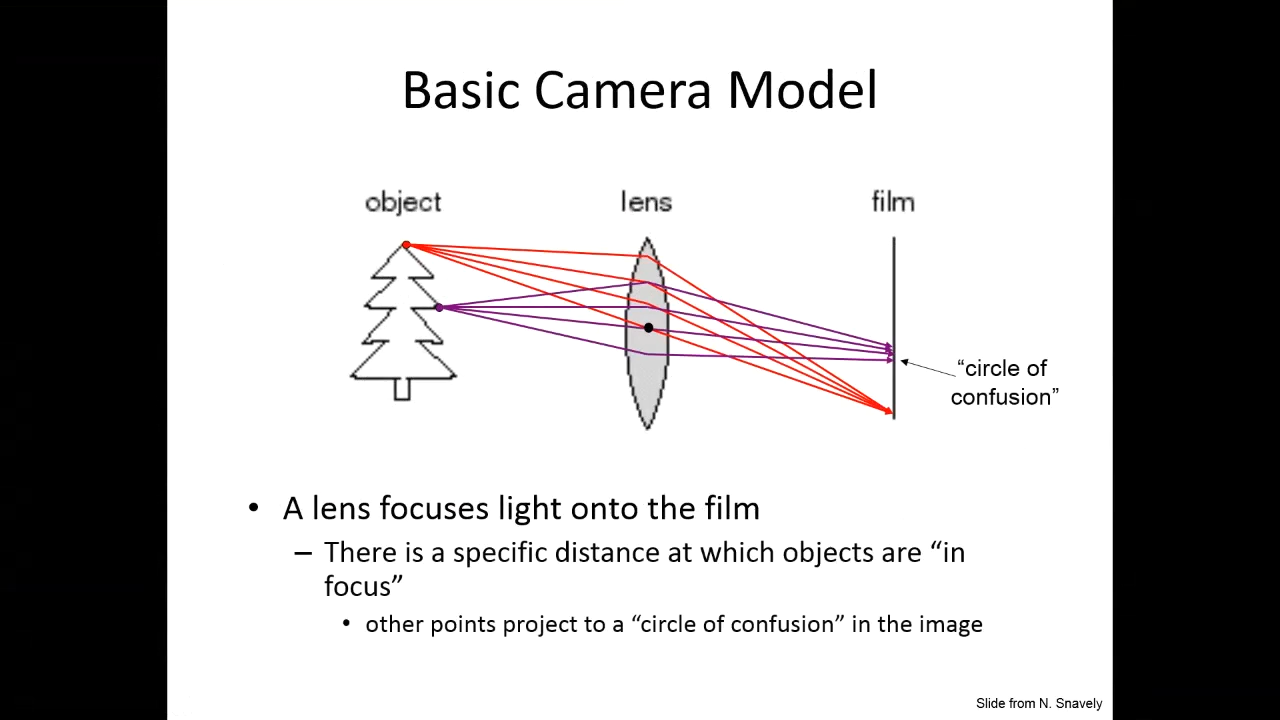 Basic Camera Model
object
lens
film
“circle of
confusion”
• A lens focuses light onto the film
– There is a specific distance at which objects are “in
focus”
• other points project to a “circle of confusion” in the image
Slide from N. Snavely